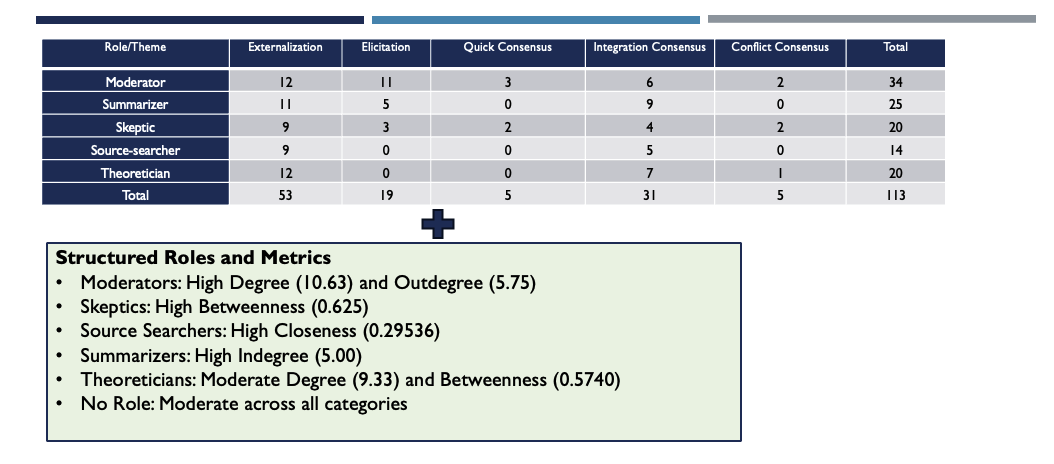 Role/Theme Externalization Elicitation Quick Consensus Integration Consensus Conflict Consensus Total
Moderator 12 11 3 6 2 34
Summarizer 11 5 0 9 0 25
Skeptic 9 3 2 4 2 20
Source-searcher 9 0 0 5 0 14
Theoretician 12 0 0 7 1 20
Total 53 19 5 31 5 113
Structured Roles and Metrics
• Moderators: High Degree (10.63) and Outdegree (5.75)
• Skeptics: High Betweenness (0.625)
• Source Searchers: High Closeness (0.29536)
• Summarizers: High Indegree (5.00)
• Theoreticians: Moderate Degree (9.33) and Betweenness (0.5740)
• No Role: Moderate across all categories